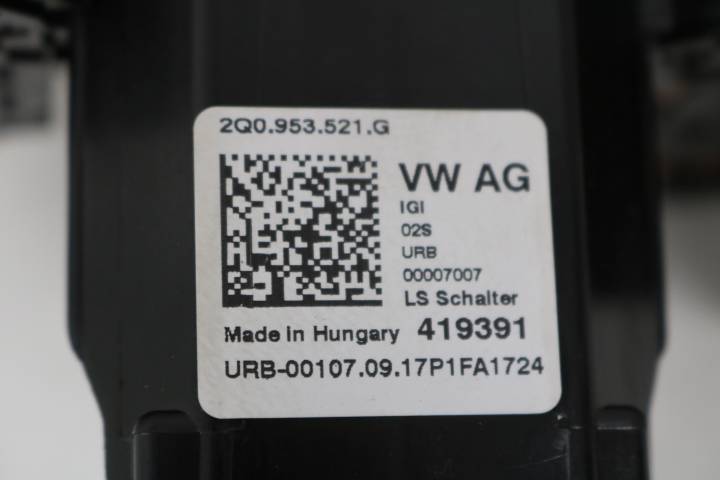 2Q0.953.521.G
VW AG
IGI
02S
URB
00007007
LS Schalter
Made in Hungary 419391
URB-00107.09.17P1FA1724